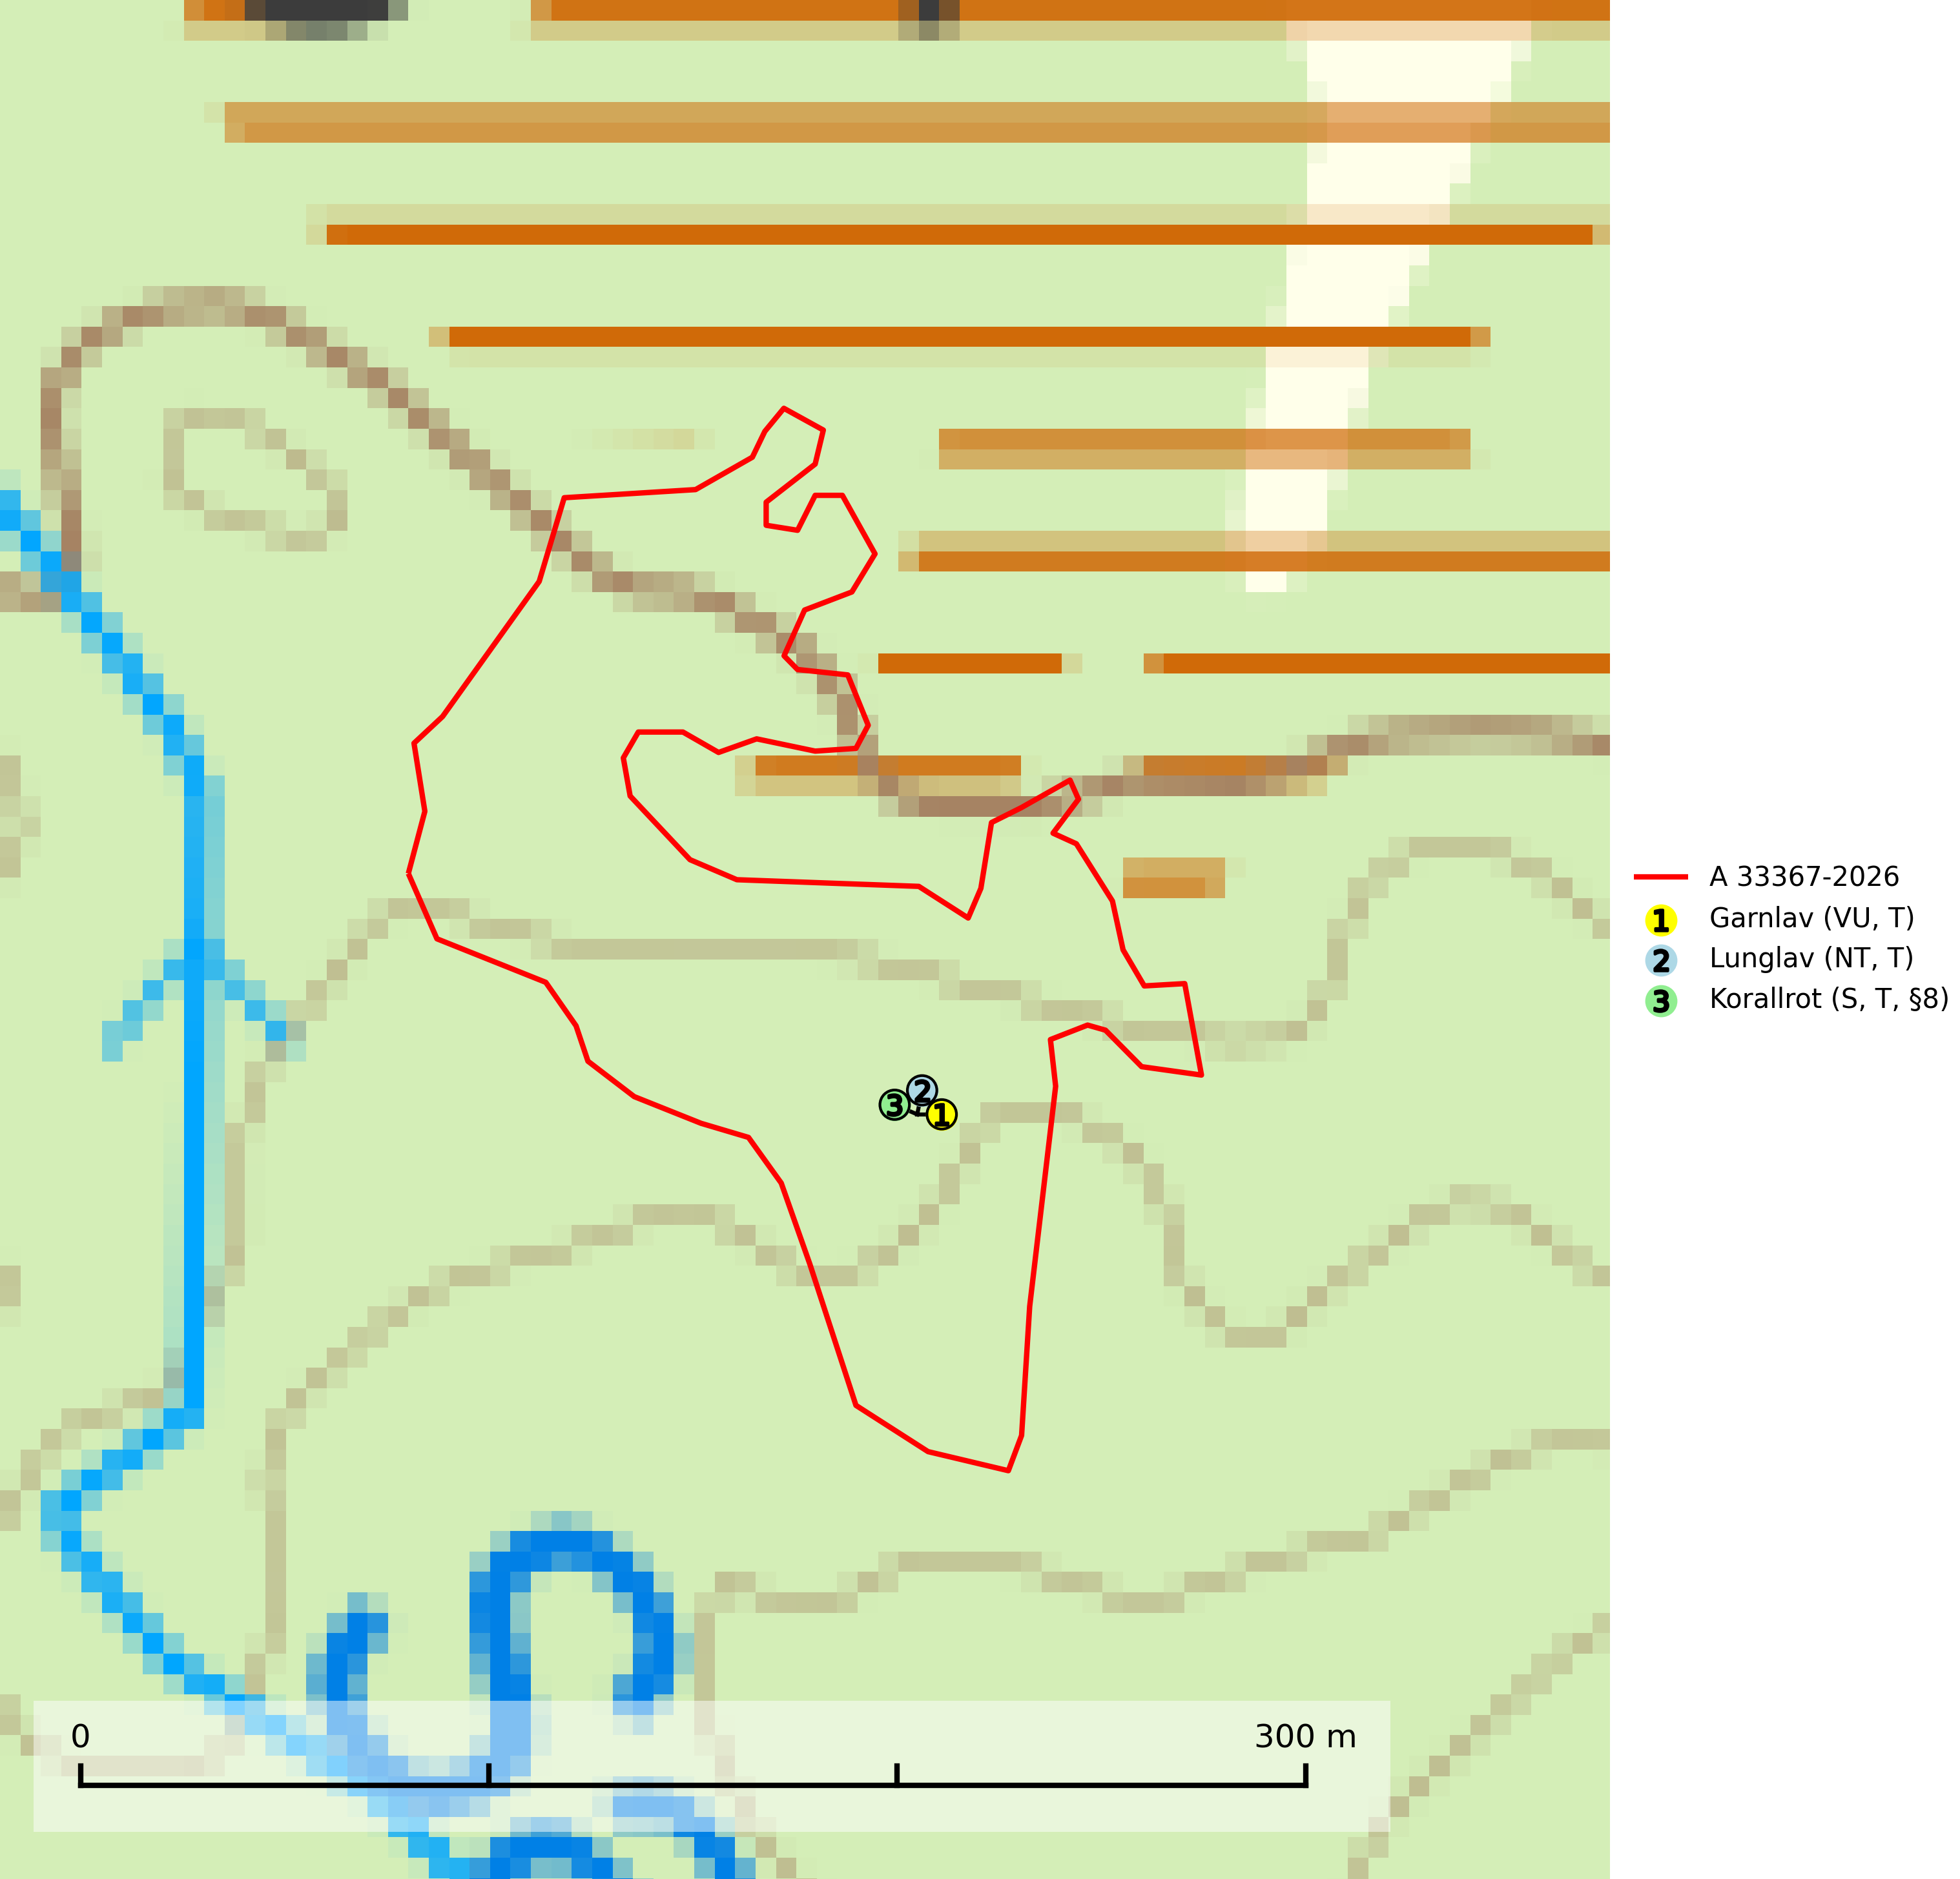 A 33367-2026
1 Garnlav (VU, T)
2 Lunglav (NT, T)
3 Korallrot (S, T, §8)
2
3 1
0 300 m